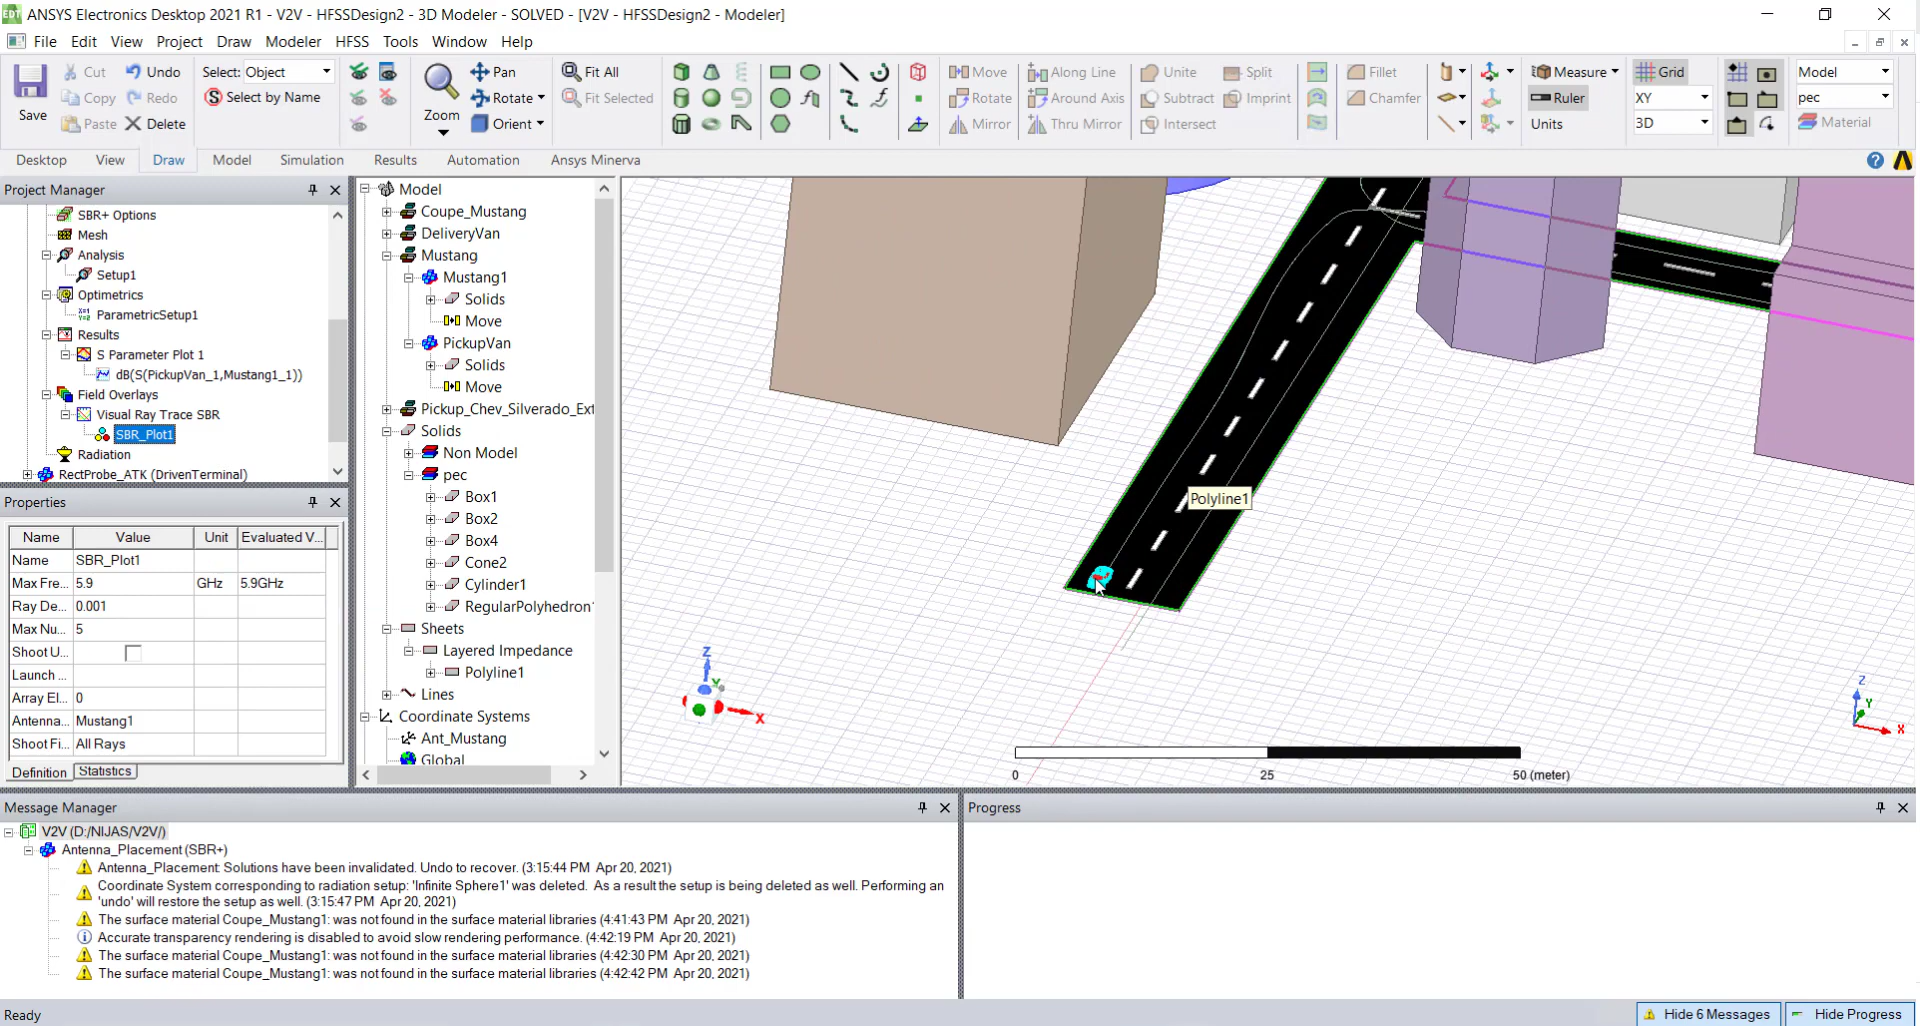 ANSYS Electronics Desktop 2021 R1 - V2V - HFSSDesign2 - 3D Modeler - SOLVED - [V2V - HFSSDesign2 - Modeler]
File Edit View Project Draw Modeler HFSS Tools Window Help
Save
Cut
Copy
Paste
Undo
Redo
Delete
Select: Object
Select by Name
Zoom
Pan
Rotate
Orient
Fit All
Fit Selected
Move
Rotate
Mirror
Along Line
Around Axis
Thru Mirror
Unite
Subtract
Intersect
Split
Imprint
Fillet
Chamfer
Measure
Ruler
Units
Grid
XY
3D
Model
pec
Material
Desktop View Draw Model Simulation Results Automation Ansys Minerva
Project Manager
SBR+ Options
Mesh
Analysis
Setup1
Optimetrics
ParametricSetup1
Results
S Parameter Plot 1
dB(S(PickupVan_1,Mustang1_1))
Field Overlays
Visual Ray Trace SBR
SBR_Plot1
Radiation
RectProbe_ATK (DrivenTerminal)
Properties
Name Value Unit Evaluated V...
Name SBR_Plot1
Max Fre... 5.9 GHz 5.9GHz
Ray De... 0.001
Max Nu... 5
Shoot U...
Launch ...
Array El... 0
Antenna... Mustang1
Shoot Fi... All Rays
Definition Statistics
Model
Coupe_Mustang
DeliveryVan
Mustang
Mustang1
Solids
Move
PickupVan
Solids
Move
Pickup_Chev_Silverado_Ext
Solids
Non Model
pec
Box1
Box2
Box4
Cone2
Cylinder1
RegularPolyhedron1
Sheets
Layered Impedance
Polyline1
Lines
Coordinate Systems
Ant_Mustang
Global
Polyline1
Z
Y
X
Z
Y
X
0 25 50 (meter)
Message Manager
V2V (D:/NIJAS/V2V/)
Antenna_Placement (SBR+)
Antenna_Placement: Solutions have been invalidated. Undo to recover. (3:15:44 PM Apr 20, 2021)
Coordinate System corresponding to radiation setup: 'Infinite Sphere1' was deleted. As a result the setup is being deleted as well. Performing an
'undo' will restore the setup as well. (3:15:47 PM Apr 20, 2021)
The surface material Coupe_Mustang1: was not found in the surface material libraries (4:41:43 PM Apr 20, 2021)
Accurate transparency rendering is disabled to avoid slow rendering performance. (4:42:19 PM Apr 20, 2021)
The surface material Coupe_Mustang1: was not found in the surface material libraries (4:42:30 PM Apr 20, 2021)
The surface material Coupe_Mustang1: was not found in the surface material libraries (4:42:42 PM Apr 20, 2021)
Progress
Ready
Hide 6 Messages
Hide Progress